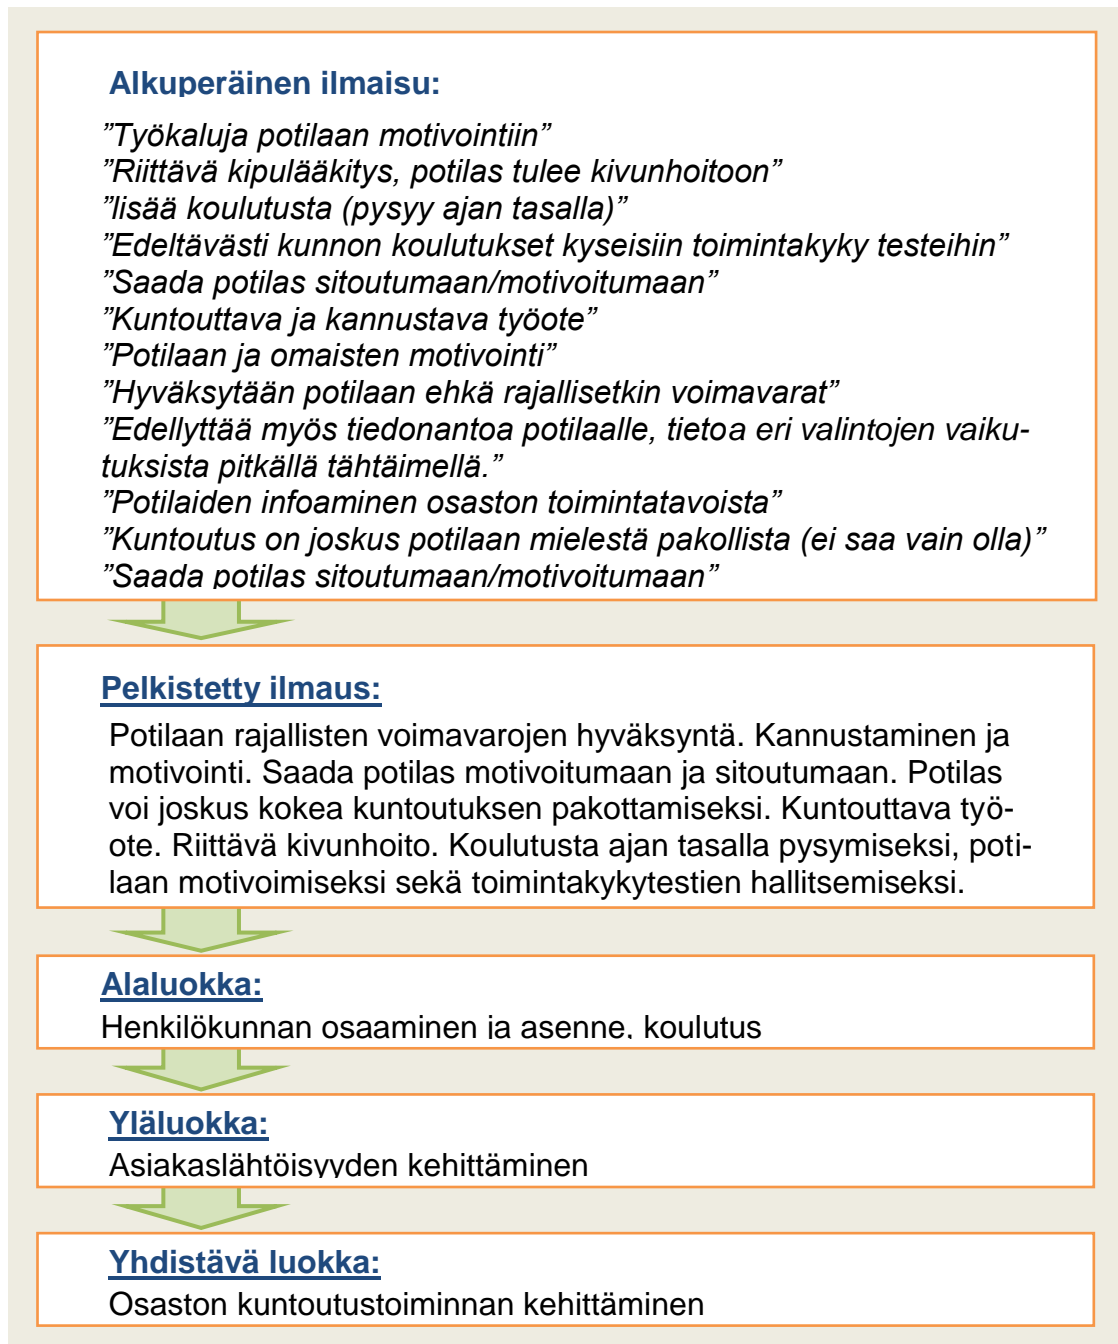 Alkuperäinen ilmaisu:
”Työkaluja potilaan motivointiin”
”Riittävä kipulääkitys, potilas tulee kivunhoitoon”
”lisää koulutusta (pysyy ajan tasalla)”
”Edeltävästi kunnon koulutukset kyseisiin toimintakyky testeihin”
”Saada potilas sitoutumaan/motivoitumaan”
”Kuntouttava ja kannustava työote”
”Potilaan ja omaisten motivointi”
”Hyväksytään potilaan ehkä rajallisetkin voimavarat”
”Edellyttää myös tiedonantoa potilaalle, tietoa eri valintojen vaiku-
tuksista pitkällä tähtäimellä.”
”Potilaiden infoaminen osaston toimintatavoista”
”Kuntoutus on joskus potilaan mielestä pakollista (ei saa vain olla)”
”Saada potilas sitoutumaan/motivoitumaan”
Pelkistetty ilmaus:
Potilaan rajallisten voimavarojen hyväksyntä. Kannustaminen ja
motivointi. Saada potilas motivoitumaan ja sitoutumaan. Potilas
voi joskus kokea kuntoutuksen pakottamiseksi. Kuntouttava työ-
ote. Riittävä kivunhoito. Koulutusta ajan tasalla pysymiseksi, poti-
laan motivoimiseksi sekä toimintakykytestien hallitsemiseksi.
Alaluokka:
Henkilökunnan osaaminen ja asenne, koulutus
Yläluokka:
Asiakaslähtöisyyden kehittäminen
Yhdistävä luokka:
Osaston kuntoutustoiminnan kehittäminen